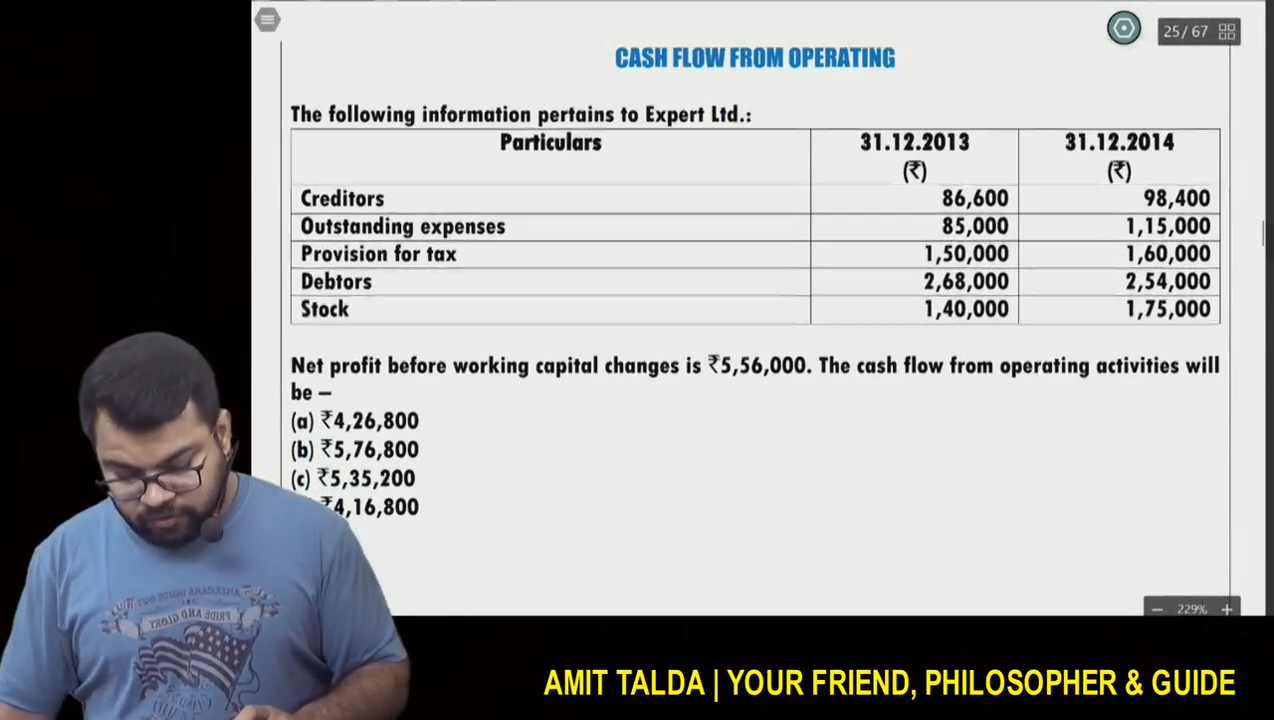 25/ 67
CASH FLOW FROM OPERATING
The following information pertains to Expert Ltd.:
Particulars 31.12.2013 (₹) 31.12.2014 (₹)
Creditors 86,600 98,400
Outstanding expenses 85,000 1,15,000
Provision for tax 1,50,000 1,60,000
Debtors 2,68,000 2,54,000
Stock 1,40,000 1,75,000
Net profit before working capital changes is ₹5,56,000. The cash flow from operating activities will
be –
(a) ₹4,26,800
(b) ₹5,76,800
(c) ₹5,35,200
₹4,16,800
229%
AMIT TALDA | YOUR FRIEND, PHILOSOPHER & GUIDE